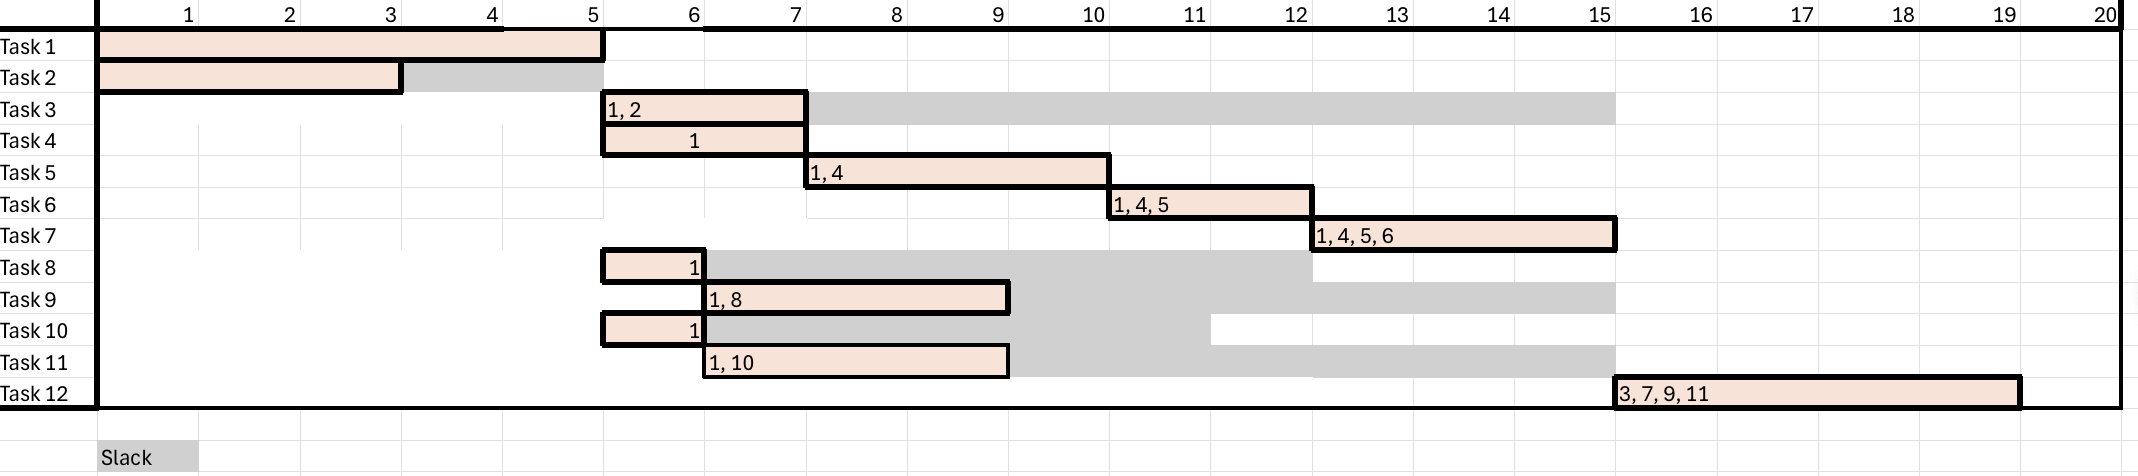 1 2 3 4 5 6 7 8 9 10 11 12 13 14 15 16 17 18 19 20
Task 1
Task 2
Task 3 1, 2
Task 4 1
Task 5 1, 4
Task 6 1, 4, 5
Task 7 1, 4, 5, 6
Task 8 1
Task 9 1, 8
Task 10 1
Task 11 1, 10
Task 12 3, 7, 9, 11
Slack